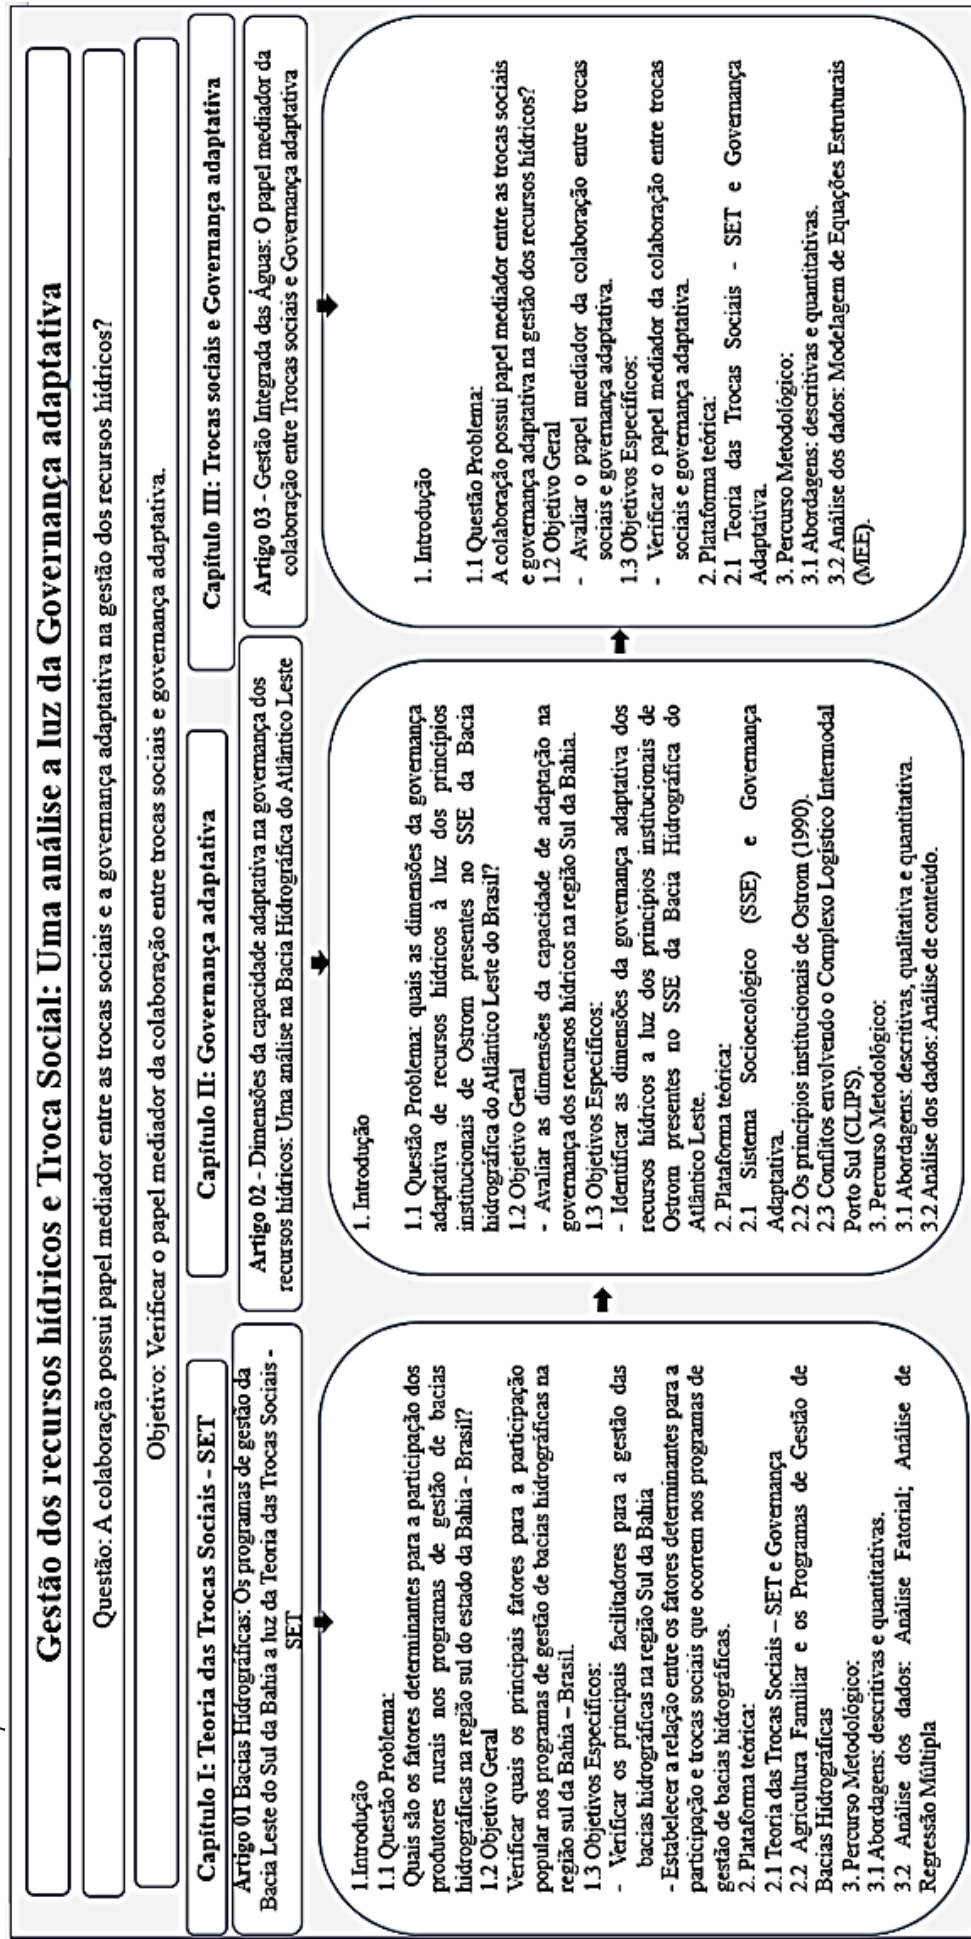 Gestão dos recursos hídricos e Troca Social: Uma análise a luz da Governança adaptativa
Questão: A colaboração possui papel mediador entre as trocas sociais e a governança adaptativa na gestão dos recursos hídricos?
Objetivo: Verificar o papel mediador da colaboração entre trocas sociais e governança adaptativa.
Capítulo I: Teoria das Trocas Sociais - SET
Artigo 01 Bacias Hidrográficas: Os programas de gestão da
Bacia Leste do Sul da Bahia a luz da Teoria das Trocas Sociais -
SET
1.Introdução
1.1 Questão Problema:
Quais são os fatores determinantes para a participação dos
produtores rurais nos programas de gestão de bacias
hidrográficas na região sul do estado da Bahia - Brasil?
1.2 Objetivo Geral
Verificar quais os principais fatores para a participação
popular nos programas de gestão de bacias hidrográficas na
região sul da Bahia – Brasil.
1.3 Objetivos Específicos:
- Verificar os principais facilitadores para a gestão das
bacias hidrográficas na região Sul da Bahia
- Estabelecer a relação entre os fatores determinantes para a
participação e trocas sociais que ocorrem nos programas de
gestão de bacias hidrográficas.
2. Plataforma teórica:
2.1 Teoria das Trocas Sociais – SET e Governança
2.2 Agricultura Familiar e os Programas de Gestão de
Bacias Hidrográficas
3. Percurso Metodológico:
3.1 Abordagens: descritivas e quantitativas.
3.2 Análise dos dados: Análise Fatorial; Análise de
Regressão Múltipla
Capítulo II: Governança adaptativa
Artigo 02 - Dimensões da capacidade adaptativa na governança dos
recursos hídricos: Uma análise na Bacia Hidrográfica do Atlântico Leste
1. Introdução
1.1 Questão Problema: quais as dimensões da governança
adaptativa de recursos hídricos à luz dos princípios
institucionais de Ostrom presentes no SSE da Bacia
hidrográfica do Atlântico Leste do Brasil?
1.2 Objetivo Geral
- Avaliar as dimensões da capacidade de adaptação na
governança dos recursos hídricos na região Sul da Bahia.
1.3 Objetivos Específicos:
- Identificar as dimensões da governança adaptativa dos
recursos hídricos a luz dos princípios institucionais de
Ostrom presentes no SSE da Bacia Hidrográfica do
Atlântico Leste.
2. Plataforma teórica:
2.1 Sistema Socioecológico (SSE) e Governança
Adaptativa.
2.2 Os princípios institucionais de Ostrom (1990).
2.3 Conflitos envolvendo o Complexo Logístico Intermodal
Porto Sul (CLIPS).
3. Percurso Metodológico:
3.1 Abordagens: descritivas, qualitativa e quantitativa.
3.2 Análise dos dados: Análise de conteúdo.
Capítulo III: Trocas sociais e Governança adaptativa
Artigo 03 - Gestão Integrada das Águas: O papel mediador da
colaboração entre Trocas sociais e Governança adaptativa
1. Introdução
1.1 Questão Problema:
A colaboração possui papel mediador entre as trocas sociais
e governança adaptativa na gestão dos recursos hídricos?
1.2 Objetivo Geral
- Avaliar o papel mediador da colaboração entre trocas
sociais e governança adaptativa.
1.3 Objetivos Específicos:
- Verificar o papel mediador da colaboração entre trocas
sociais e governança adaptativa.
2. Plataforma teórica:
2.1 Teoria das Trocas Sociais - SET e Governança
Adaptativa.
3. Percurso Metodológico:
3.1 Abordagens: descritivas e quantitativas.
3.2 Análise dos dados: Modelagem de Equações Estruturais
(MEE).